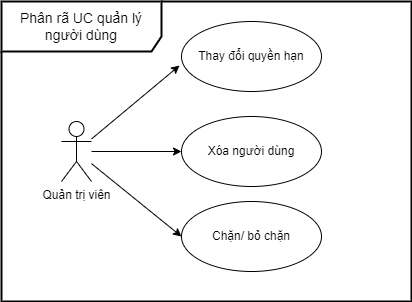 Phân rã UC quản lý
người dùng
Thay đổi quyền hạn
Xóa người dùng
Quản trị viên
Chặn/ bỏ chặn